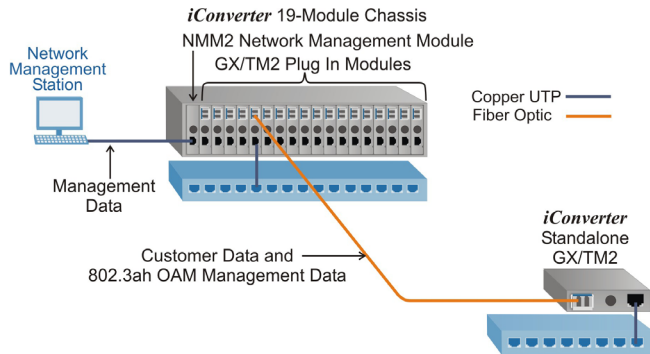 iConverter 19-Module Chassis
NMM2 Network Management Module
GX/TM2 Plug In Modules
Network
Management
Station
Copper UTP
Fiber Optic
Management
Data
iConverter
Standalone
GX/TM2
Customer Data and
802.3ah OAM Management Data